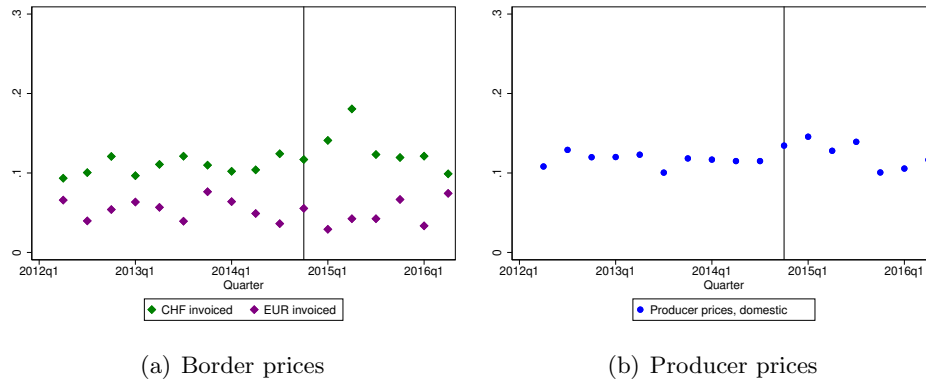 .3
.2
.1
0
2012q1 2013q1 2014q1 2015q1 2016q1
Quarter
CHF invoiced EUR invoiced
(a) Border prices
.3
.2
.1
0
2012q1 2013q1 2014q1 2015q1 2016q1
Quarter
Producer prices, domestic
(b) Producer prices